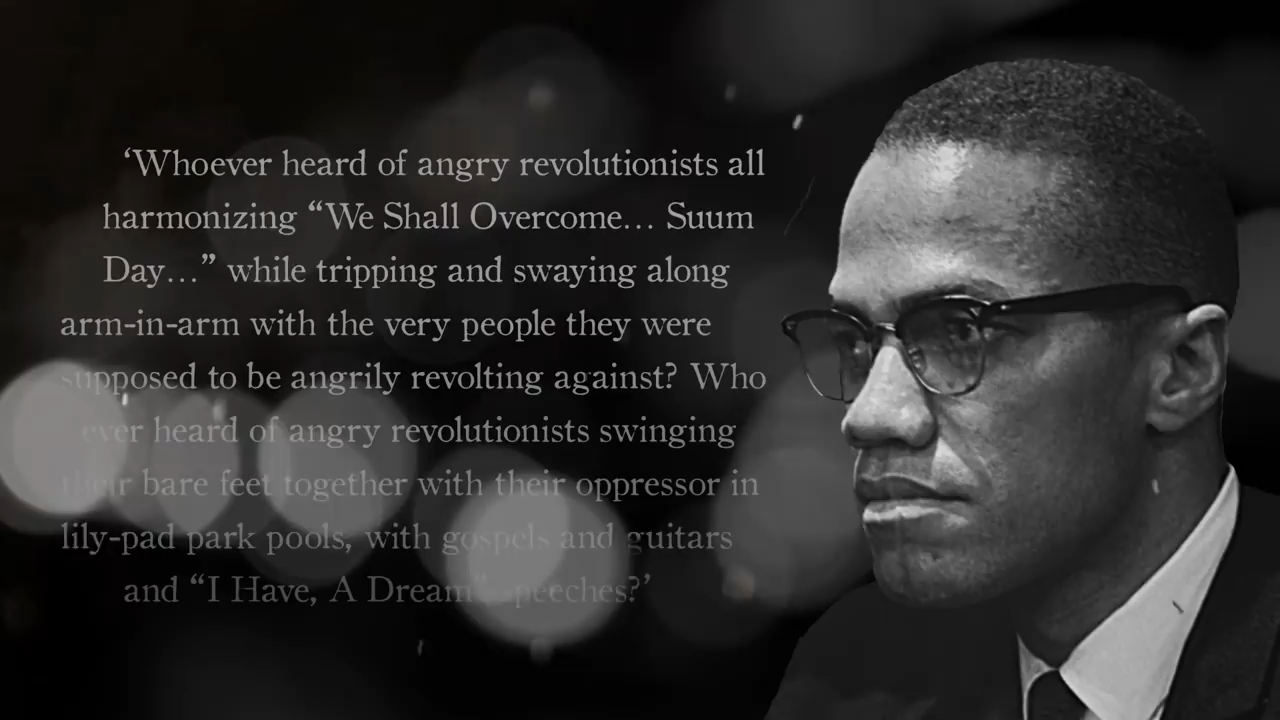 ‘Whoever heard of angry revolutionists all
harmonizing “We Shall Overcome… Suum
Day…” while tripping and swaying along
arm-in-arm with the very people they were
supposed to be angrily revolting against? Who
ever heard of angry revolutionists swinging
their bare feet together with their oppressor in
lily-pad park pools, with gospels and guitars
and “I Have, A Dream” speeches?’